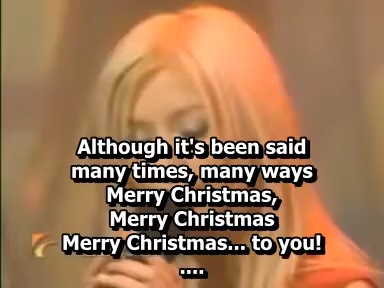 Although it's been said
many times, many ways
Merry Christmas,
Merry Christmas
Merry Christmas... to you!
....